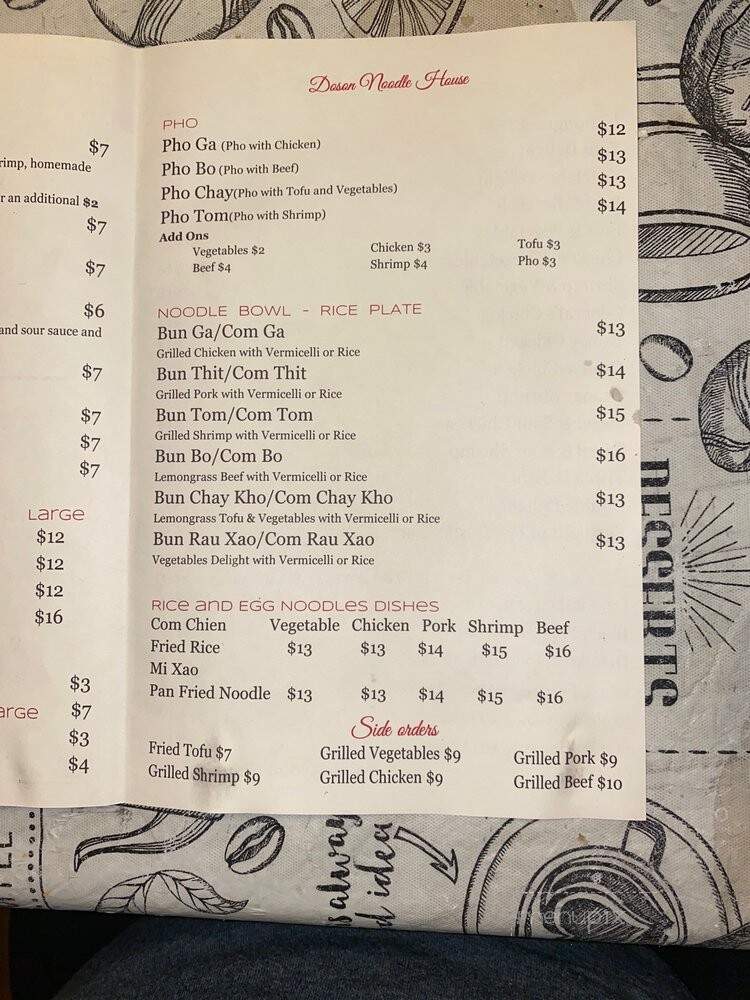 Doson Noodle House
$7
rimp, homemade
r an additional $2
$7
$7
$6
and sour sauce and
$7
$7
$7
$7
Large
$12
$12
$12
$16
$3
arge $7
$3
$4
PHO
Pho Ga (Pho with Chicken) $12
Pho Bo (Pho with Beef) $13
Pho Chay(Pho with Tofu and Vegetables) $13
Pho Tom(Pho with Shrimp) $14
Add Ons
Vegetables $2 Chicken $3 Tofu $3
Beef $4 Shrimp $4 Pho $3
NOODLE BOWL - RICE PLATE
Bun Ga/Com Ga $13
Grilled Chicken with Vermicelli or Rice
Bun Thit/Com Thit $14
Grilled Pork with Vermicelli or Rice
Bun Tom/Com Tom $15
Grilled Shrimp with Vermicelli or Rice
Bun Bo/Com Bo $16
Lemongrass Beef with Vermicelli or Rice
Bun Chay Kho/Com Chay Kho $13
Lemongrass Tofu & Vegetables with Vermicelli or Rice
Bun Rau Xao/Com Rau Xao $13
Vegetables Delight with Vermicelli or Rice
RICE and EGG NOODLES DISHES
Com Chien Vegetable Chicken Pork Shrimp Beef
Fried Rice $13 $13 $14 $15 $16
Mi Xao
Pan Fried Noodle $13 $13 $14 $15 $16
Side orders
Fried Tofu $7 Grilled Vegetables $9 Grilled Pork $9
Grilled Shrimp $9 Grilled Chicken $9 Grilled Beef $10
DESSERTS
s alway
d idea
menupix